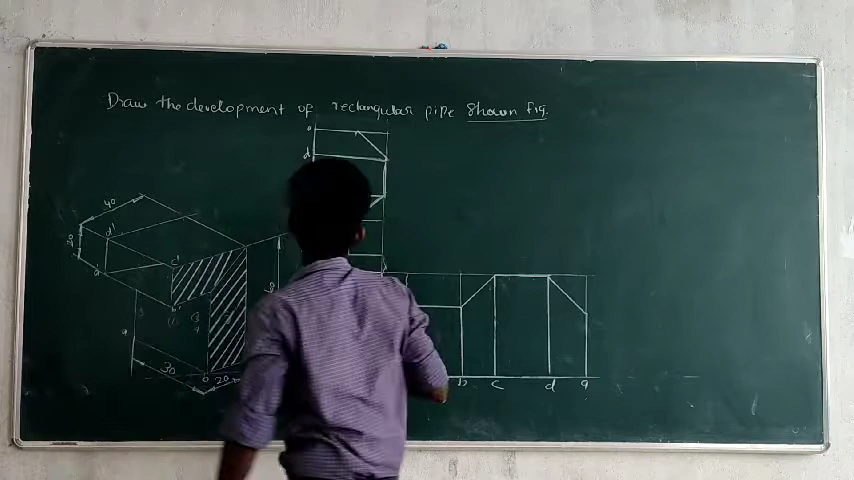 Draw the development of rectangular pipe shown fig.
a
d
40
20
d'
c'
a
b'
30
20
b c d a